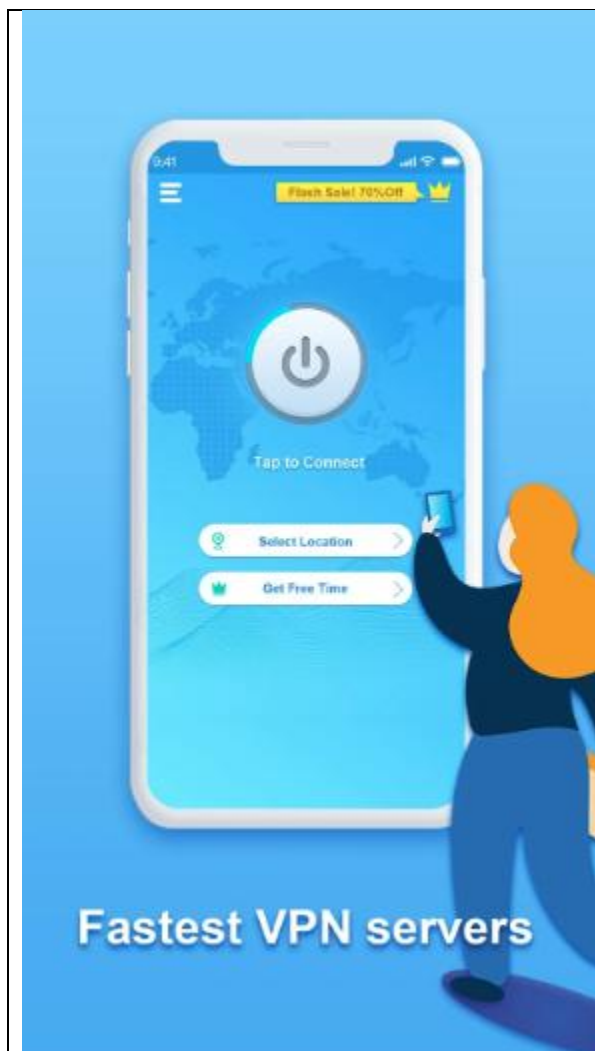 9:41
Flash Sale! 70%Off
Tap to Connect
Select Location
Get Free Time
Fastest VPN servers